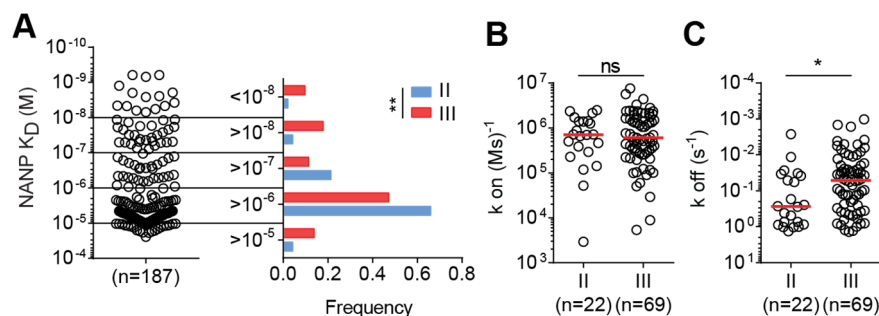 A
NANP K_D (M)
10^-10
10^-9
10^-8
10^-7
10^-6
10^-5
10^-4
(n=187)
<10^-8
>10^-8
>10^-7
>10^-6
>10^-5
0.0 0.2 0.4 0.6 0.8
Frequency
** II
III
B
ns
k on (Ms)^-1
10^7
10^6
10^5
10^4
10^3
II III
(n=22) (n=69)
C
*
k off (s^-1)
10^-4
10^-3
10^-2
10^-1
10^0
10^1
II III
(n=22) (n=69)